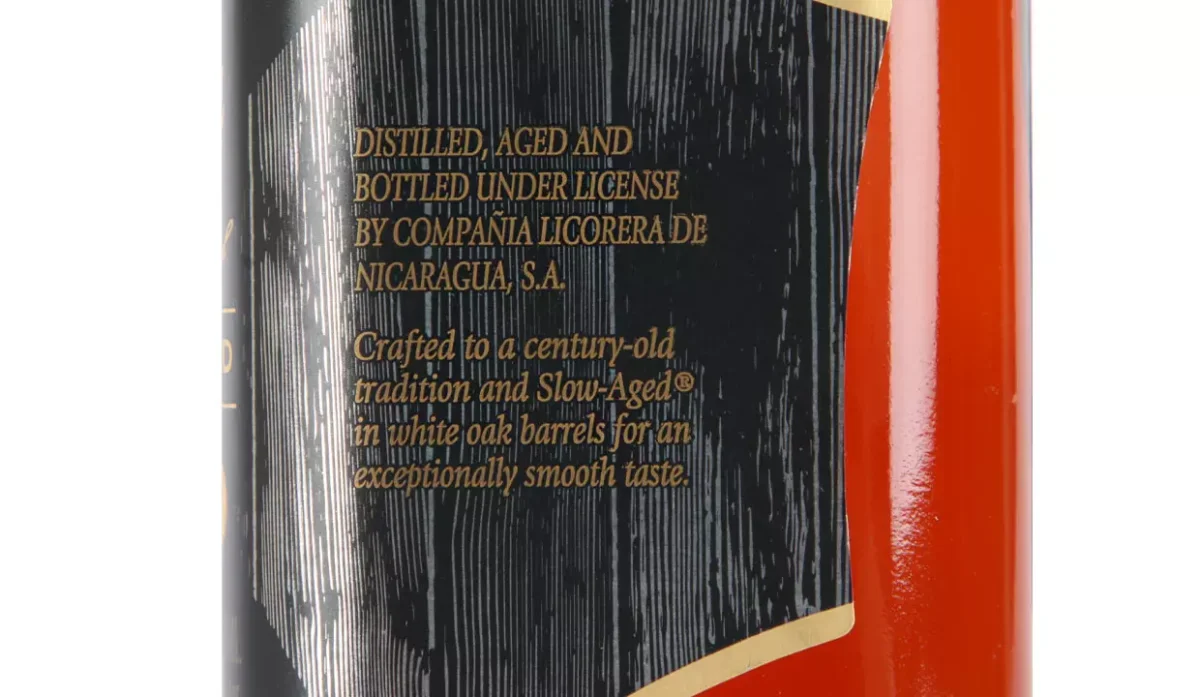 DISTILLED, AGED AND
BOTTLED UNDER LICENSE
BY COMPAÑIA LICORERA DE
NICARAGUA, S.A.
Crafted to a century-old
tradition and Slow-Aged®
in white oak barrels for an
exceptionally smooth taste.